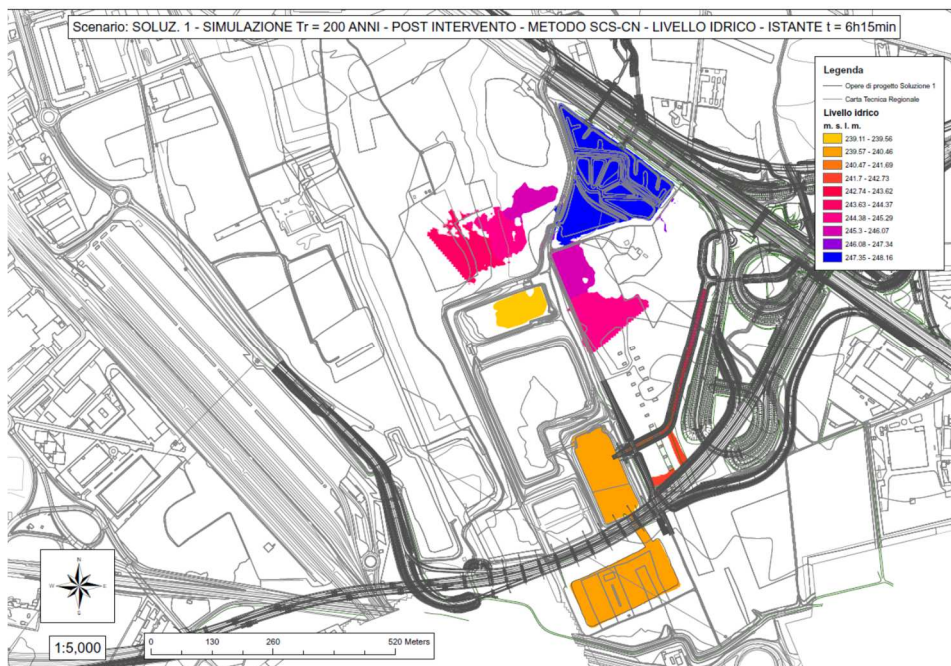 Scenario: SOLUZ. 1 - SIMULAZIONE Tr = 200 ANNI - POST INTERVENTO - METODO SCS-CN - LIVELLO IDRICO - ISTANTE t = 6h15min
Legenda
Opere di progetto Soluzione 1
Carta Tecnica Regionale
Livello Idrico
m. s. l. m.
239.11 - 239.56
239.57 - 240.46
240.47 - 241.69
241.7 - 242.73
242.74 - 243.62
243.63 - 244.37
244.38 - 245.29
245.3 - 246.07
246.08 - 247.34
247.35 - 248.16
N
W E
S
1:5,000
0 130 260 520 Meters